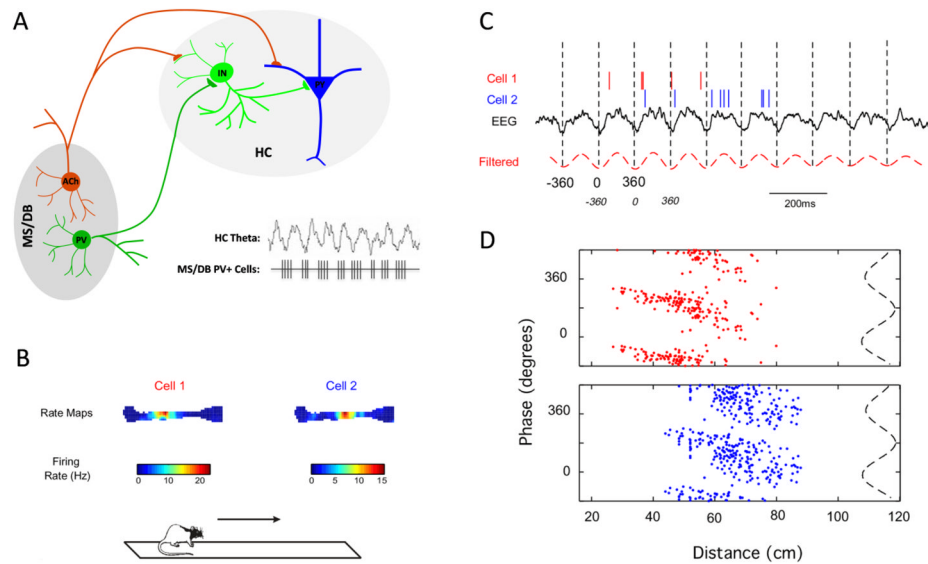 A
IN
PY
HC
ACh
PV
MS/DB
HC Theta:
MS/DB PV+ Cells:
B
Cell 1
Cell 2
Rate Maps
Firing
Rate (Hz)
0 10 20
0 5 10 15
C
Cell 1
Cell 2
EEG
Filtered
-360 0 360
-360 0 360
200ms
D
Phase (degrees)
360
0
360
0
20 40 60 80 100 120
Distance (cm)